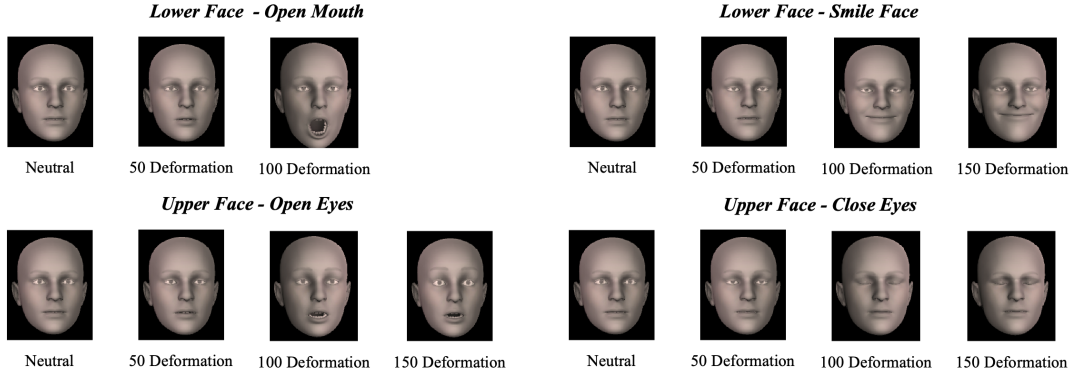 Lower Face - Open Mouth
Neutral
50 Deformation
100 Deformation
Lower Face - Smile Face
Neutral
50 Deformation
100 Deformation
150 Deformation
Upper Face - Open Eyes
Neutral
50 Deformation
100 Deformation
150 Deformation
Upper Face - Close Eyes
Neutral
50 Deformation
100 Deformation
150 Deformation